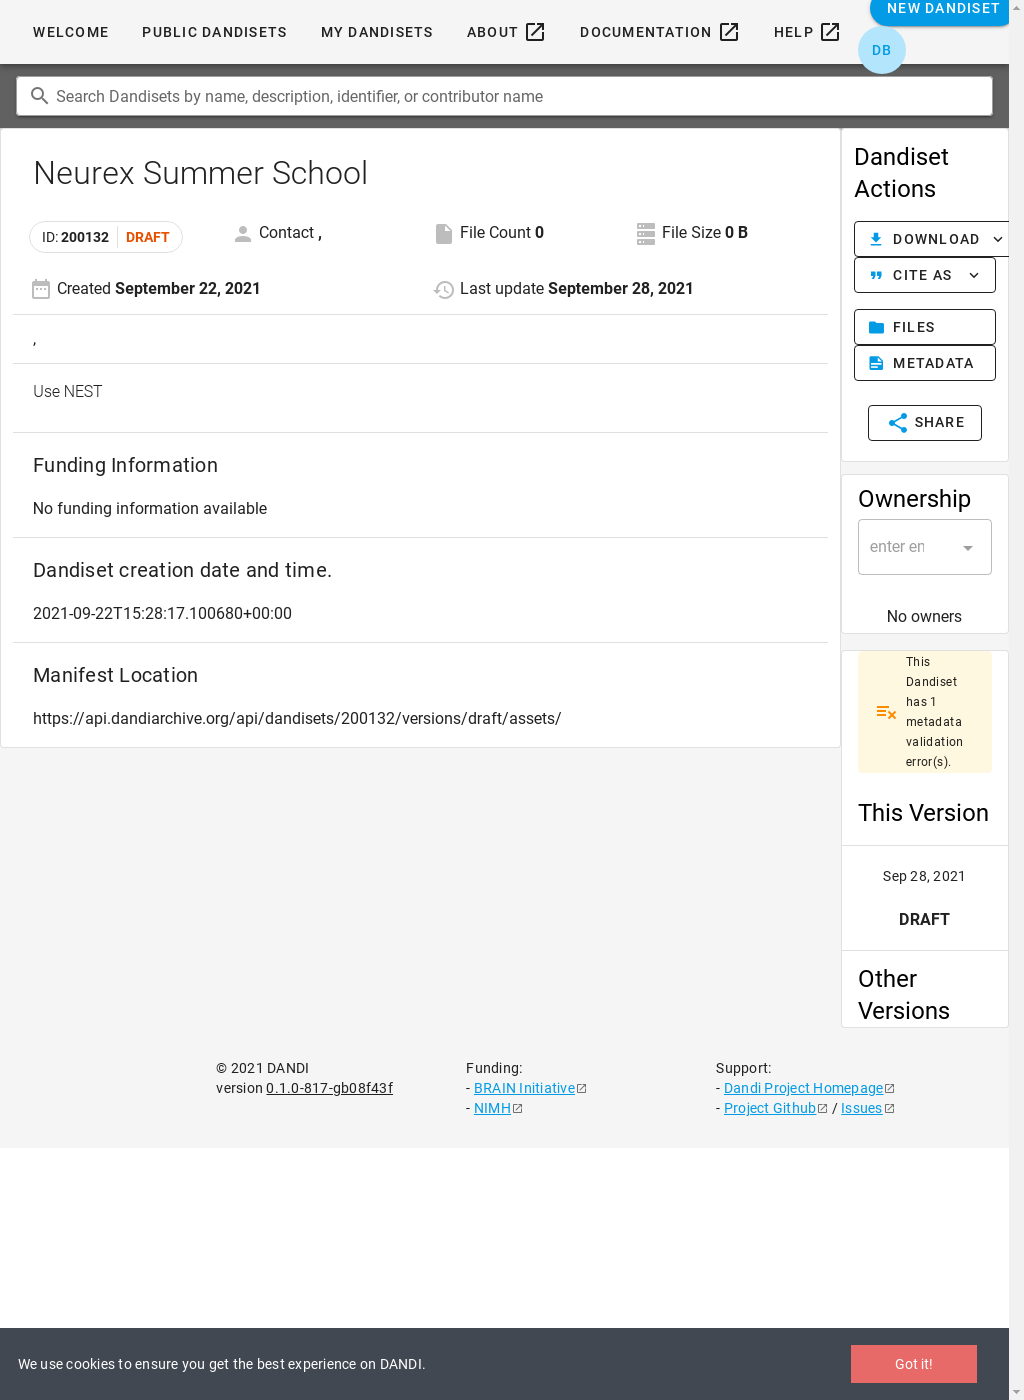 WELCOME PUBLIC DANDISETS MY DANDISETS ABOUT DOCUMENTATION HELP NEW DANDISET
DB
Search Dandisets by name, description, identifier, or contributor name
Neurex Summer School
ID: 200132 DRAFT Contact , File Count 0 File Size 0 B
Created September 22, 2021 Last update September 28, 2021
,
Use NEST
Funding Information
No funding information available
Dandiset creation date and time.
2021-09-22T15:28:17.100680+00:00
Manifest Location
https://api.dandiarchive.org/api/dandisets/200132/versions/draft/assets/
Dandiset
Actions
DOWNLOAD
CITE AS
FILES
METADATA
SHARE
Ownership
enter en
No owners
This
Dandiset
has 1
metadata
validation
error(s).
This Version
Sep 28, 2021
DRAFT
Other
Versions
© 2021 DANDI
version 0.1.0-817-gb08f43f
Funding:
- BRAIN Initiative
- NIMH
Support:
- Dandi Project Homepage
- Project Github / Issues
We use cookies to ensure you get the best experience on DANDI.
Got it!